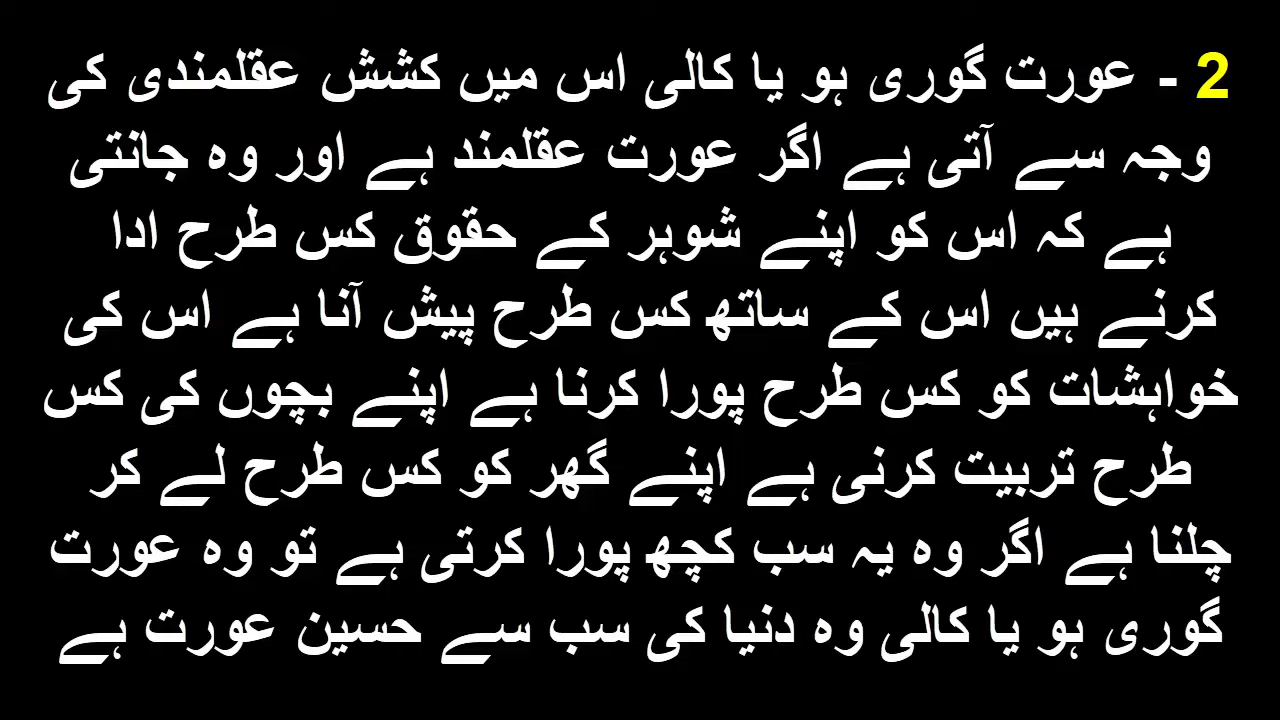 2 - عورت گوری ہو یا کالی اس میں کشش عقلمندی کی
وجہ سے آتی ہے اگر عورت عقلمند ہے اور وہ جانتی
ہے کہ اس کو اپنے شوہر کے حقوق کس طرح ادا
کرنے ہیں اس کے ساتھ کس طرح پیش آنا ہے اس کی
خواہشات کو کس طرح پورا کرنا ہے اپنے بچوں کی کس
طرح تربیت کرنی ہے اپنے گھر کو کس طرح لے کر
چلنا ہے اگر وہ یہ سب کچھ پورا کرتی ہے تو وہ عورت
گوری ہو یا کالی وہ دنیا کی سب سے حسین عورت ہے